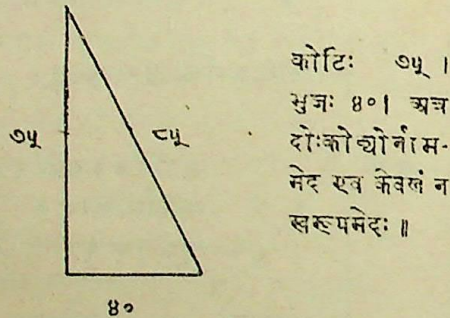 कोटिः ७५ ।
भुजः ४०। अत्र
७५
८५
दोःकोट्योर्नाम-
भेद एव केवलं न
स्वरूपभेदः ॥
४०